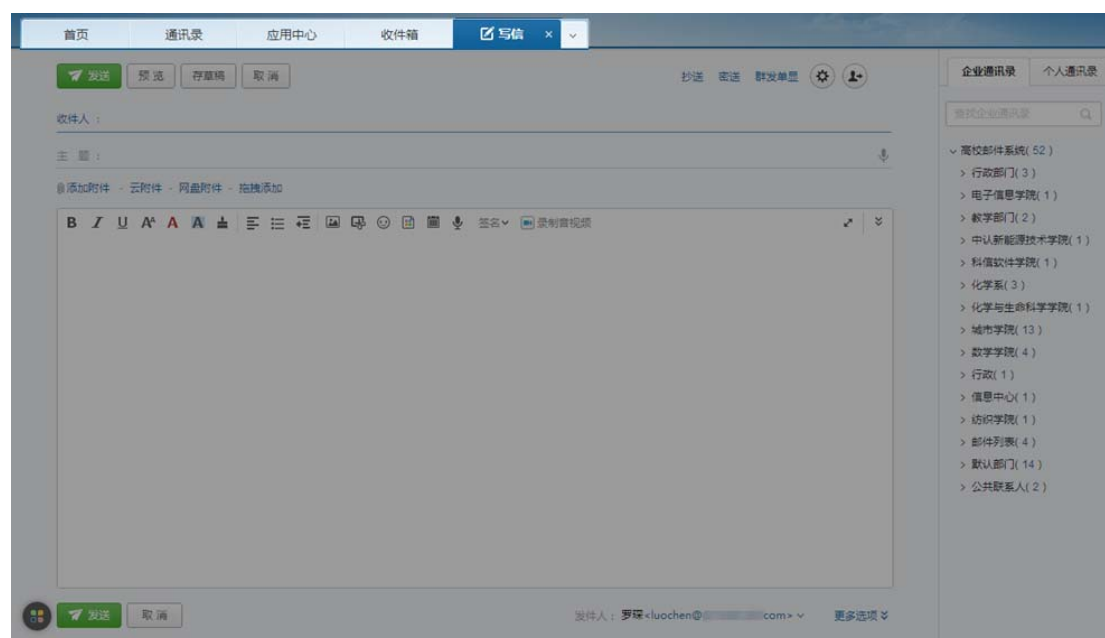 首页 通讯录 应用中心 收件箱 写信
发送 预览 存草稿 取消 抄送 密送 群发单显
收件人：
主 题：
添加附件 - 云附件 - 网盘附件 - 拖拽添加
B I U A A A 签名 录制音视频
企业通讯录 个人通讯录
查找企业通讯录
高校邮件系统( 52 )
行政部门( 3 )
电子信息学院( 1 )
教学部门( 2 )
中认新能源技术学院( 1 )
科信软件学院( 1 )
化学系( 3 )
化学与生命科学学院( 1 )
城市学院( 13 )
数学学院( 4 )
行政( 1 )
信息中心( 1 )
纺织学院( 1 )
邮件列表( 4 )
默认部门( 14 )
公共联系人( 2 )
发送 取消 发件人：罗琛<luochen@ com> 更多选项